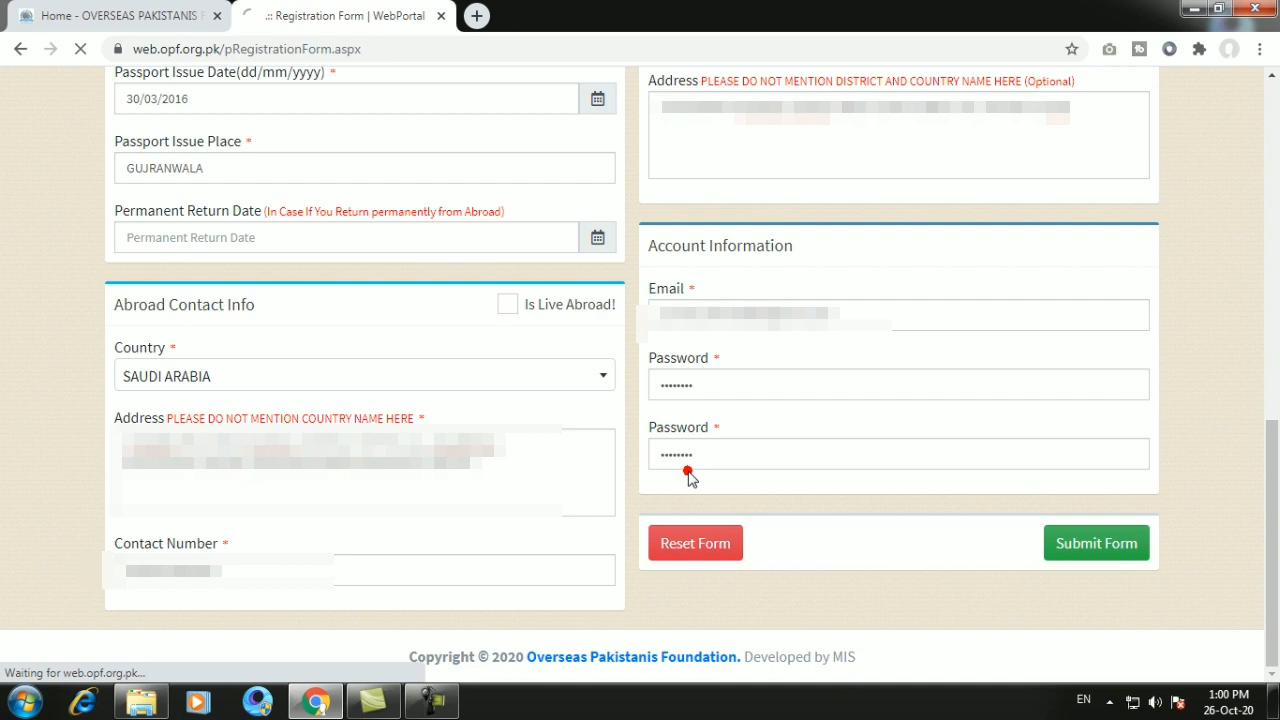 Home - OVERSEAS PAKISTANIS F
.:: Registration Form | WebPortal
web.opf.org.pk/pRegistrationForm.aspx
Passport Issue Date(dd/mm/yyyy) *
30/03/2016
Passport Issue Place *
GUJRANWALA
Permanent Return Date (In Case If You Return permanently from Abroad)
Permanent Return Date
Abroad Contact Info
Is Live Abroad!
Country *
SAUDI ARABIA
Address PLEASE DO NOT MENTION COUNTRY NAME HERE *
Contact Number *
Address PLEASE DO NOT MENTION DISTRICT AND COUNTRY NAME HERE (Optional)
Account Information
Email *
Password *
••••••••
Password *
••••••••
Reset Form
Submit Form
Copyright © 2020 Overseas Pakistanis Foundation. Developed by MIS
Waiting for web.opf.org.pk...
EN
1:00 PM
26-Oct-20